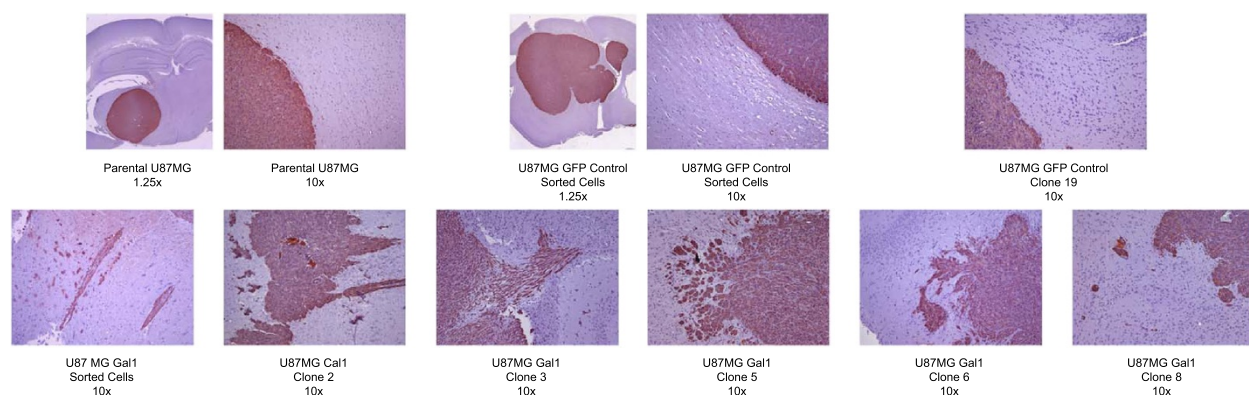 Parental U87MG
1.25x
Parental U87MG
10x
U87MG GFP Control
Sorted Cells
1.25x
U87MG GFP Control
Sorted Cells
10x
U87MG GFP Control
Clone 19
10x
U87 MG Gal1
Sorted Cells
10x
U87MG Cal1
Clone 2
10x
U87MG Gal1
Clone 3
10x
U87MG Gal1
Clone 5
10x
U87MG Gal1
Clone 6
10x
U87MG Gal1
Clone 8
10x